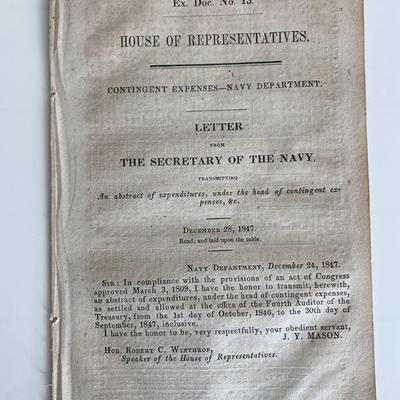 Ex. Doc. No. 13.
HOUSE OF REPRESENTATIVES.
CONTINGENT EXPENSES—NAVY DEPARTMENT.
LETTER
FROM
THE SECRETARY OF THE NAVY,
TRANSMITTING
An abstract of expenditures, under the head of contingent ex-
penses, &c.
December 28, 1847.
Read, and laid upon the table.
Navy Department, December 24, 1847.
Sir: In compliance with the provisions of an act of Congress
approved March 3, 1809, I have the honor to transmit, herewith,
an abstract of expenditures, under the head of contingent expenses,
as settled and allowed at the office of the Fourth Auditor of the
Treasury, from the 1st day of October, 1846, to the 30th day of
September, 1847, inclusive.
I have the honor to be, very respectfully, your obedient servant,
J. Y. MASON.
Hon. Robert C. Winthrop,
Speaker of the House of Representatives.